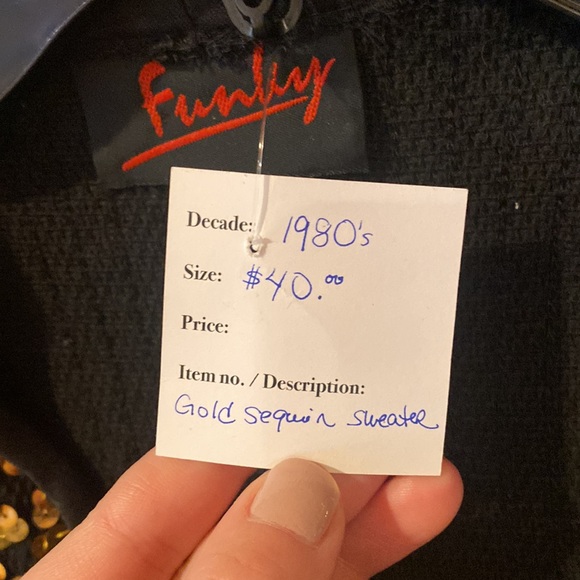 Funky
Decade: 1980's
Size: $40.00
Price:
Item no. / Description:
Gold sequin sweater